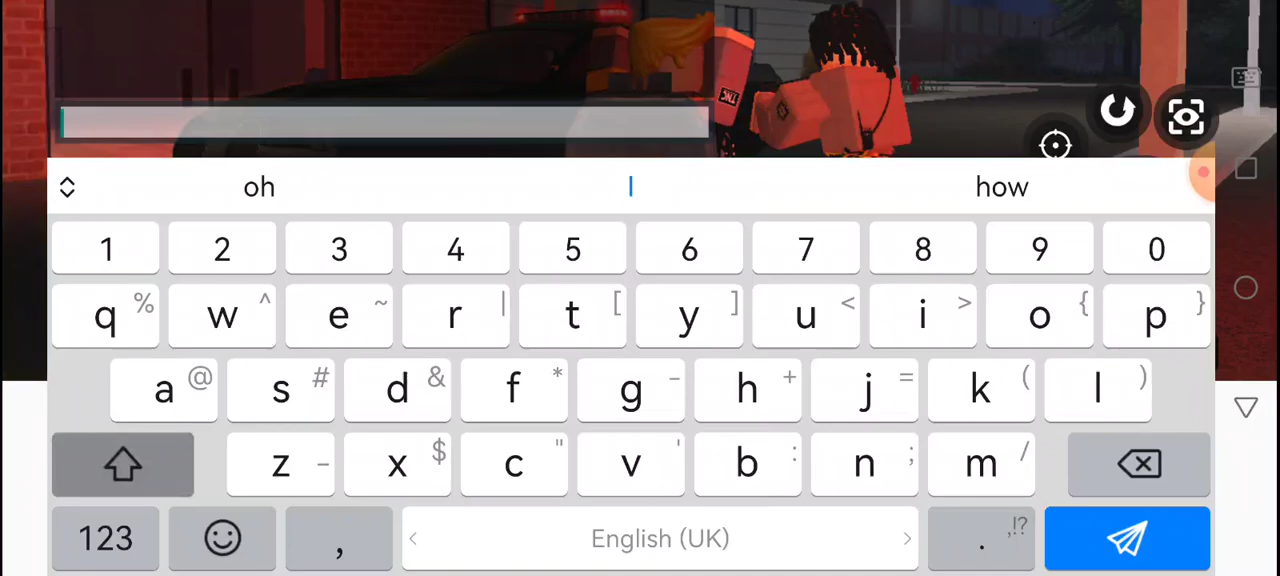 oh I how
1 2 3 4 5 6 7 8 9 0
q % w ^ e ~ r | t [ y ] u < i > o { p }
a @ s # d & f * g - h + j = k ( l )
z _ x $ c " v ' b : n ; m /
123 , < English (UK) > . ,!?